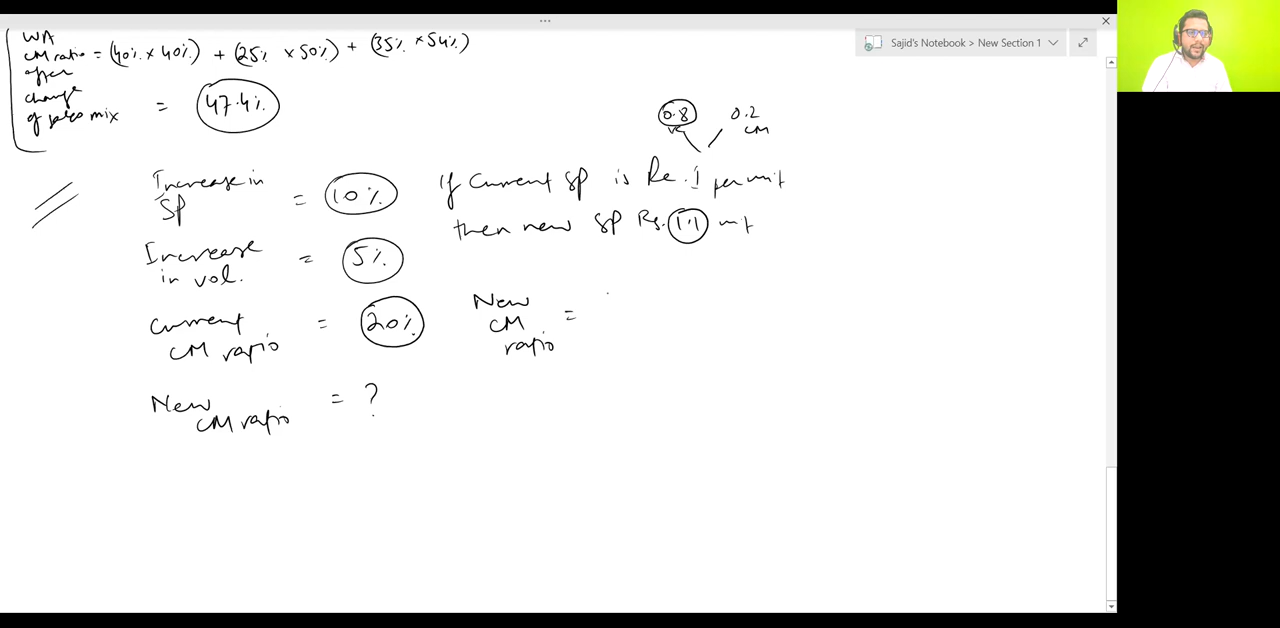 Sajid's Notebook > New Section 1
WA
CM ratio = (40% × 40%) + (25% × 50%) + (35% × 54%)
after
change
of sales mix = 47.4%
0.8 0.2
VC CM
Increase in
SP = 10%
If current SP is Re. 1 per unit
then new SP Rs. 1.1 unit
Increase
in vol. = 5%
Current
CM ratio = 20%
New
CM
ratio =
New
CM ratio = ?